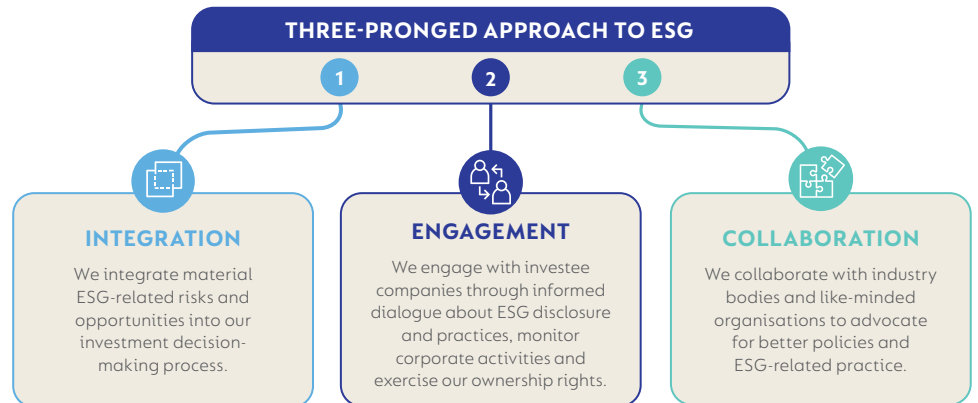 THREE-PRONGED APPROACH TO ESG
1
2
3
INTEGRATION
We integrate material
ESG-related risks and
opportunities into our
investment decision-
making process.
ENGAGEMENT
We engage with investee
companies through informed
dialogue about ESG disclosure
and practices, monitor
corporate activities and
exercise our ownership rights.
COLLABORATION
We collaborate with industry
bodies and like-minded
organisations to advocate
for better policies and
ESG-related practice.